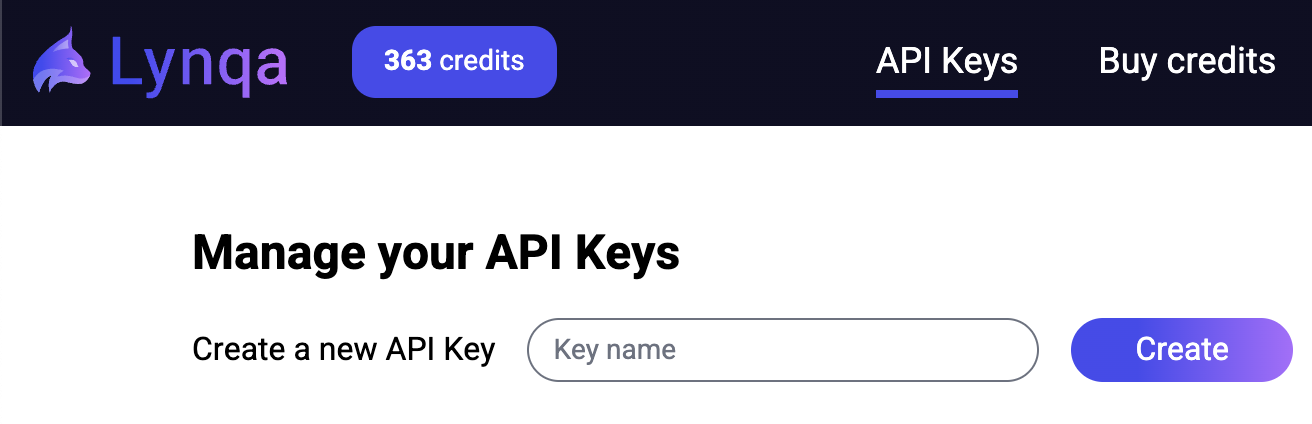 Lynqa
363 credits
API Keys
Buy credits
Manage your API Keys
Create a new API Key
Key name
Create